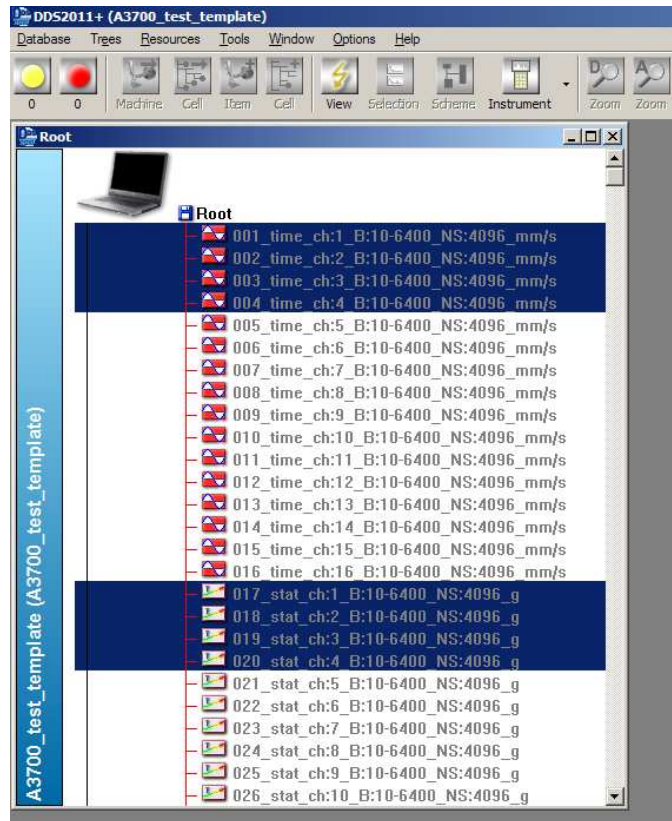 DDS2011+ (A3700_test_template)
Database Trees Resources Tools Window Options Help
0 0 Machine Cell Item Cell View Selection Scheme Instrument Zoom Zoom
Root
A3700_test_template (A3700_test_template)
Root
001_time_ch:1_B:10-6400_NS:4096_mm/s
002_time_ch:2_B:10-6400_NS:4096_mm/s
003_time_ch:3_B:10-6400_NS:4096_mm/s
004_time_ch:4_B:10-6400_NS:4096_mm/s
005_time_ch:5_B:10-6400_NS:4096_mm/s
006_time_ch:6_B:10-6400_NS:4096_mm/s
007_time_ch:7_B:10-6400_NS:4096_mm/s
008_time_ch:8_B:10-6400_NS:4096_mm/s
009_time_ch:9_B:10-6400_NS:4096_mm/s
010_time_ch:10_B:10-6400_NS:4096_mm/s
011_time_ch:11_B:10-6400_NS:4096_mm/s
012_time_ch:12_B:10-6400_NS:4096_mm/s
013_time_ch:13_B:10-6400_NS:4096_mm/s
014_time_ch:14_B:10-6400_NS:4096_mm/s
015_time_ch:15_B:10-6400_NS:4096_mm/s
016_time_ch:16_B:10-6400_NS:4096_mm/s
017_stat_ch:1_B:10-6400_NS:4096_g
018_stat_ch:2_B:10-6400_NS:4096_g
019_stat_ch:3_B:10-6400_NS:4096_g
020_stat_ch:4_B:10-6400_NS:4096_g
021_stat_ch:5_B:10-6400_NS:4096_g
022_stat_ch:6_B:10-6400_NS:4096_g
023_stat_ch:7_B:10-6400_NS:4096_g
024_stat_ch:8_B:10-6400_NS:4096_g
025_stat_ch:9_B:10-6400_NS:4096_g
026_stat_ch:10_B:10-6400_NS:4096_g